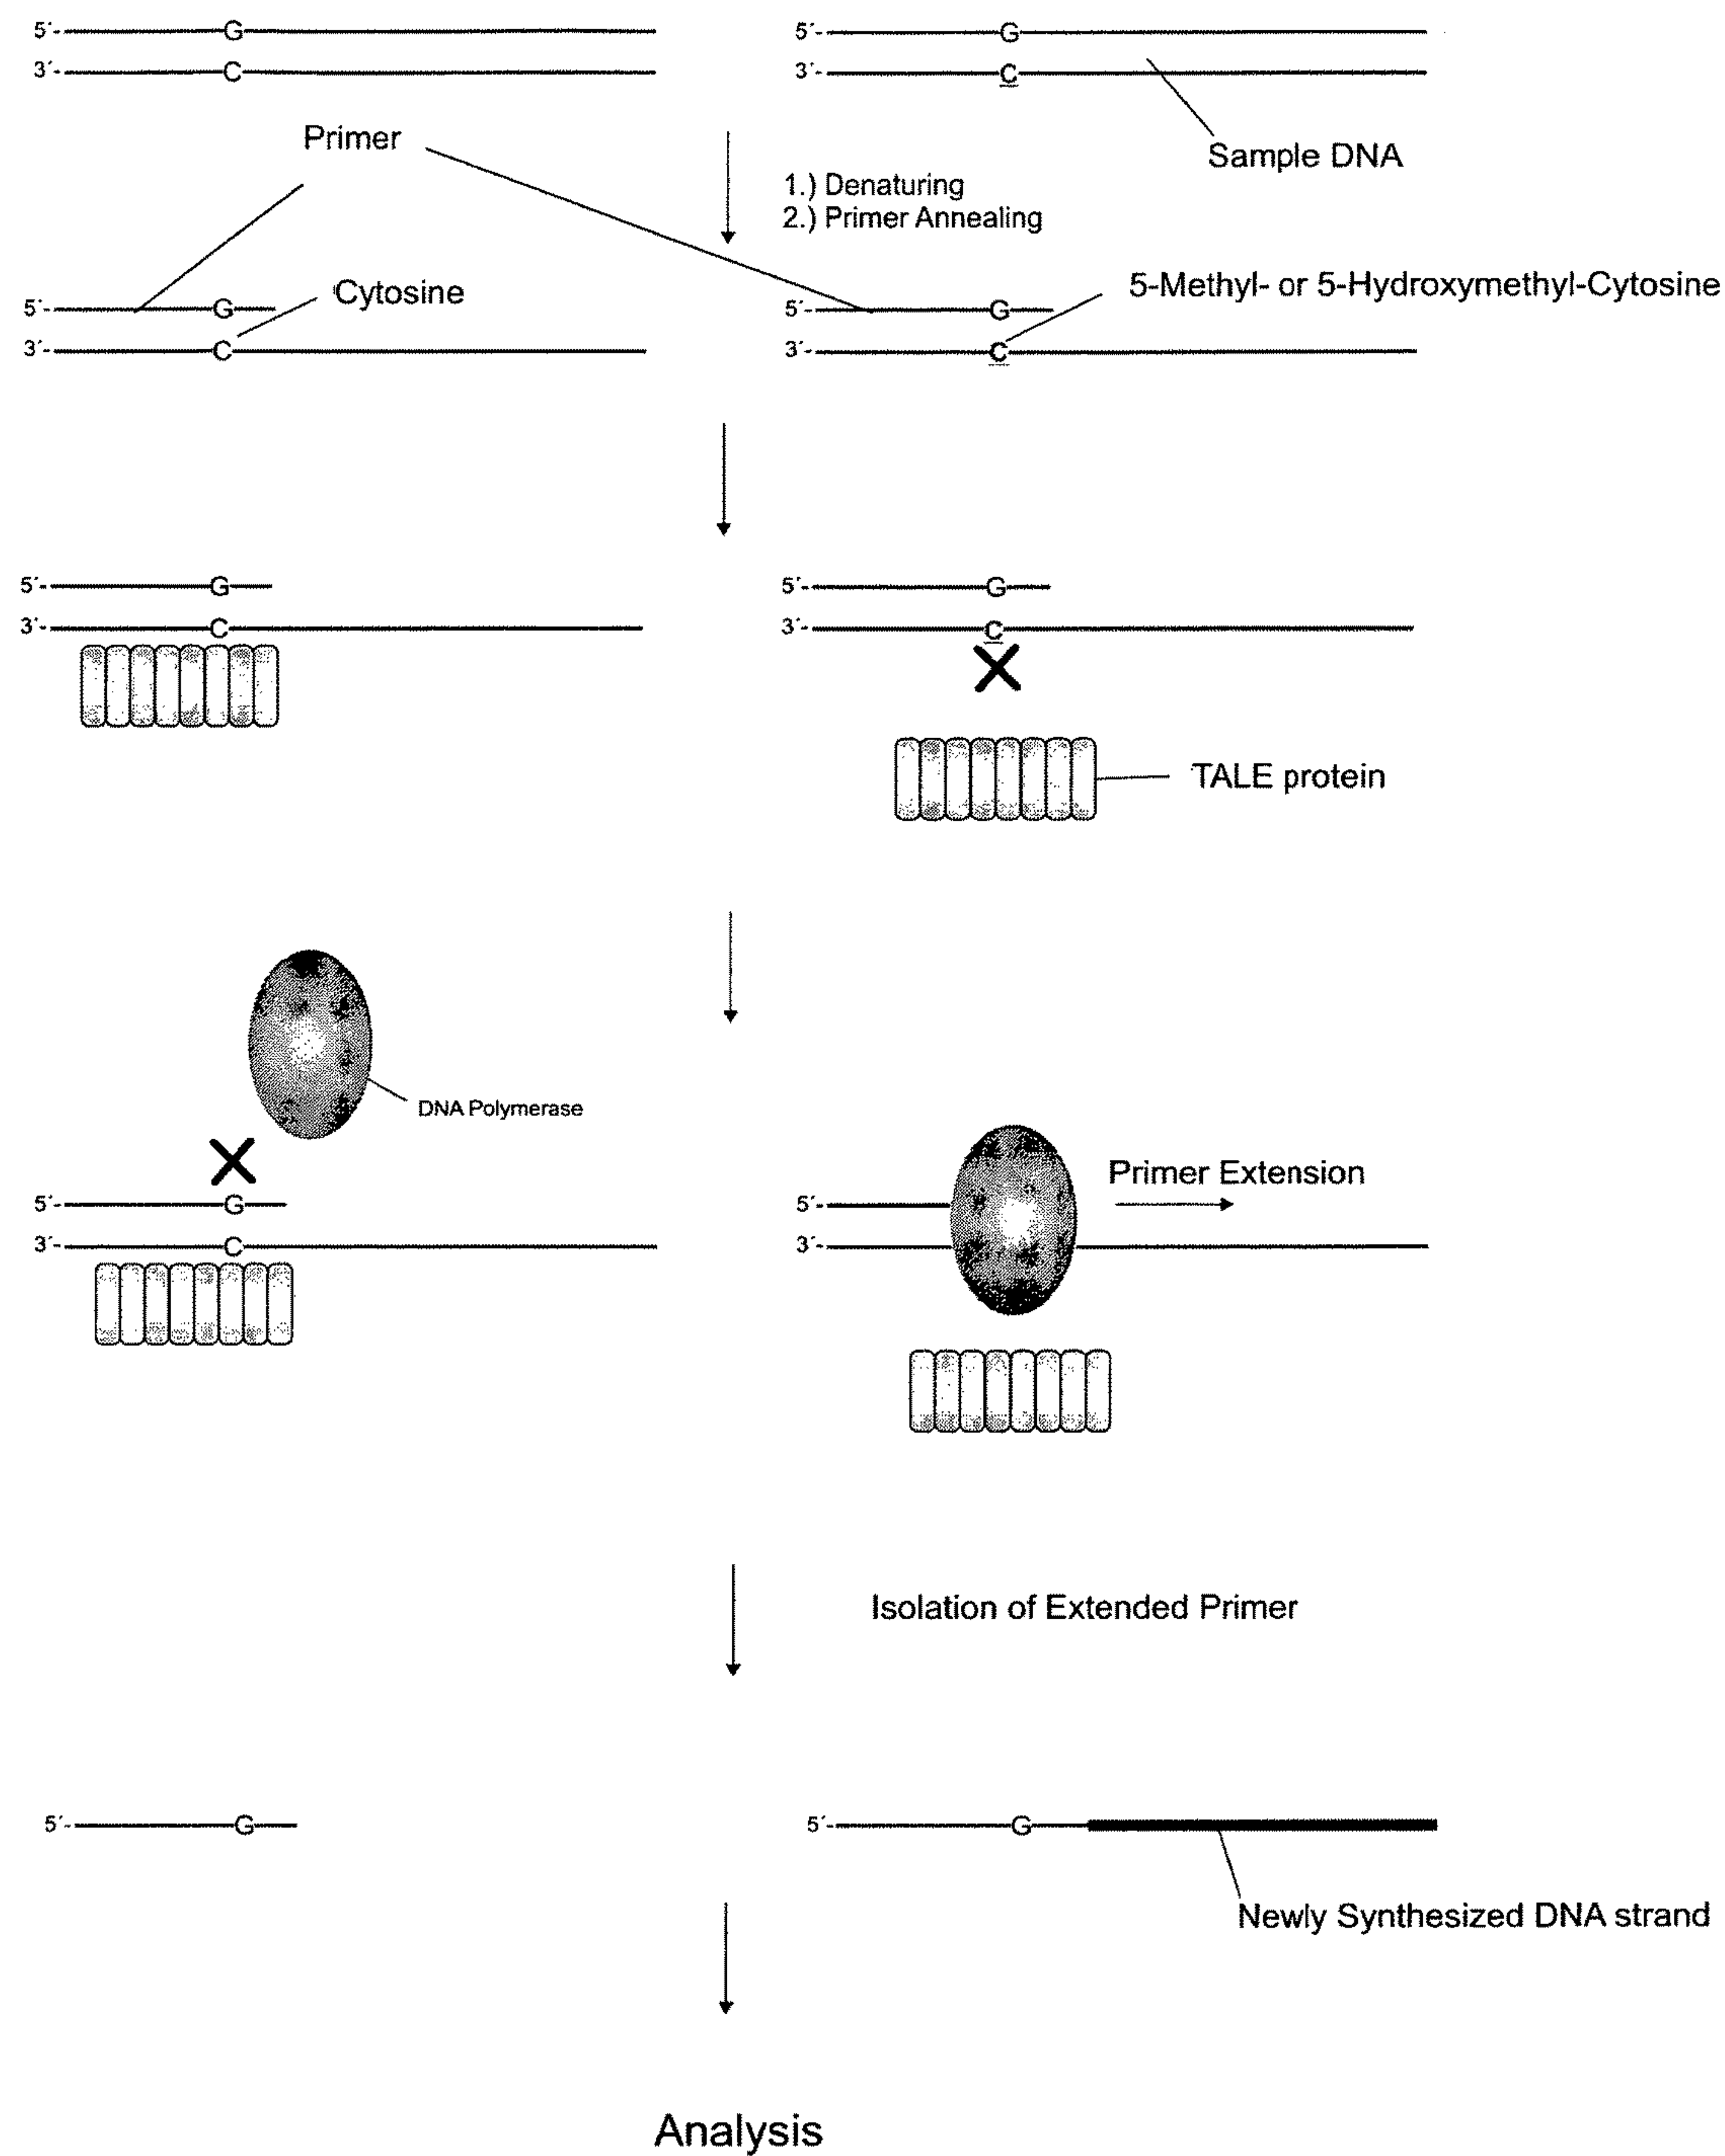 5´- G
5´- G
3´- C
3´- C
Primer
Sample DNA
1.) Denaturing
2.) Primer Annealing
Cytosine
5-Methyl- or 5-Hydroxymethyl-Cytosine
5´- G
5´- G
3´- C
3´- C
5´- G
5´- G
3´- C
3´- C
TALE protein
DNA Polymerase
Primer Extension
5´- G
5´-
3´- C
3´-
Isolation of Extended Primer
5´- G
5´- G
Newly Synthesized DNA strand
Analysis